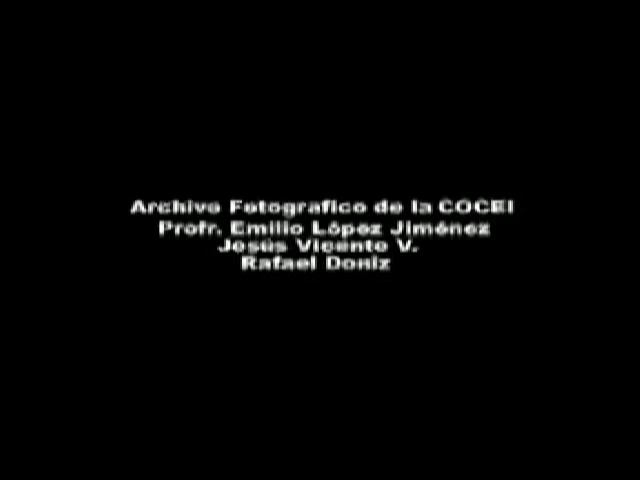 Archivo Fotografico de la COCEI
Profr. Emilio López Jiménez
Jesús Vicente V.
Rafael Doniz